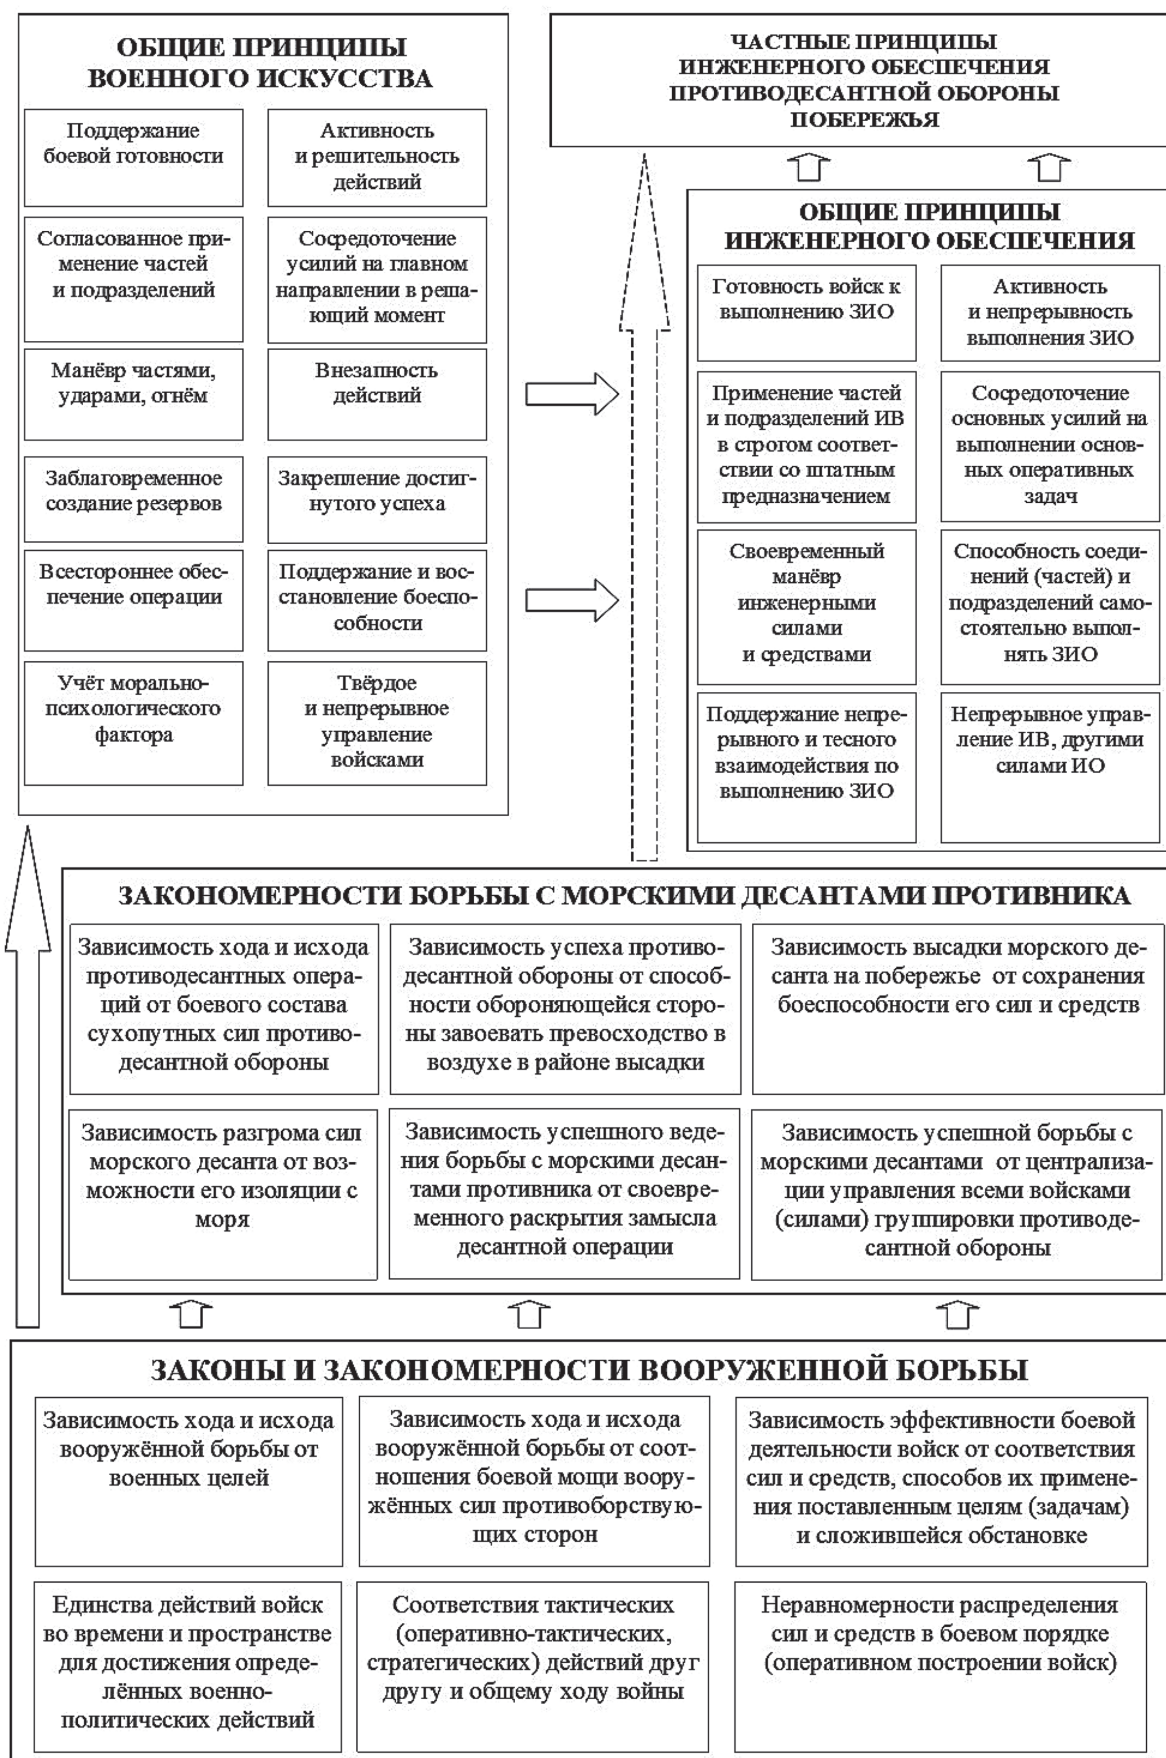 ОБЩИЕ ПРИНЦИПЫ
ВОЕННОГО ИСКУССТВА
Поддержание
боевой готовности
Активность
и решительность
действий
Согласованное при-
менение частей
и подразделений
Сосредоточение
усилий на главном
направлении в реша-
ющий момент
Манёвр частями,
ударами, огнём
Внезапность
действий
Заблаговременное
создание резервов
Закрепление достиг-
нутого успеха
Всестороннее обес-
печение операции
Поддержание и вос-
становление боеспо-
собности
Учёт морально-
психологического
фактора
Твёрдое
и непрерывное
управление
войсками
ЧАСТНЫЕ ПРИНЦИПЫ
ИНЖЕНЕРНОГО ОБЕСПЕЧЕНИЯ
ПРОТИВОДЕСАНТНОЙ ОБОРОНЫ
ПОБЕРЕЖЬЯ
ОБЩИЕ ПРИНЦИПЫ
ИНЖЕНЕРНОГО ОБЕСПЕЧЕНИЯ
Готовность войск к
выполнению ЗИО
Активность
и непрерывность
выполнения ЗИО
Применение частей
и подразделений ИВ
в строгом соответ-
ствии со штатным
предназначением
Сосредоточение
основных усилий на
выполнении основ-
ных оперативных
задач
Своевременный
манёвр
инженерными
силами
и средствами
Способность соеди-
нений (частей) и
подразделений само-
стоятельно выпол-
нять ЗИО
Поддержание непре-
рывного и тесного
взаимодействия по
выполнению ЗИО
Непрерывное управ-
ление ИВ, другими
силами ИО
ЗАКОНОМЕРНОСТИ БОРЬБЫ С МОРСКИМИ ДЕСАНТАМИ ПРОТИВНИКА
Зависимость хода и исхода
противодесантных опера-
ций от боевого состава
сухопутных сил противо-
десантной обороны
Зависимость успеха противо-
десантной обороны от способ-
ности обороняющейся сторо-
ны завоевать превосходство в
воздухе в районе высадки
Зависимость высадки морского де-
санта на побережье от сохранения
боеспособности его сил и средств
Зависимость разгрома сил
морского десанта от воз-
можности его изоляции с
моря
Зависимость успешного веде-
ния борьбы с морскими десан-
тами противника от своевре-
менного раскрытия замысла
десантной операции
Зависимость успешной борьбы с
морскими десантами от централиза-
ции управления всеми войсками
(силами) группировки противоде-
сантной обороны
ЗАКОНЫ И ЗАКОНОМЕРНОСТИ ВООРУЖЕННОЙ БОРЬБЫ
Зависимость хода и исхода
вооружённой борьбы от
военных целей
Зависимость хода и исхода
вооружённой борьбы от соот-
ношения боевой мощи воору-
жённых сил противоборствую-
щих сторон
Зависимость эффективности боевой
деятельности войск от соответствия
сил и средств, способов их примене-
ния поставленным целям (задачам)
и сложившейся обстановке
Единства действий войск
во времени и пространстве
для достижения опреде-
лённых военно-
политических действий
Соответствия тактических
(оперативно-тактических,
стратегических) действий друг
другу и общему ходу войны
Неравномерности распределения
сил и средств в боевом порядке
(оперативном построении войск)